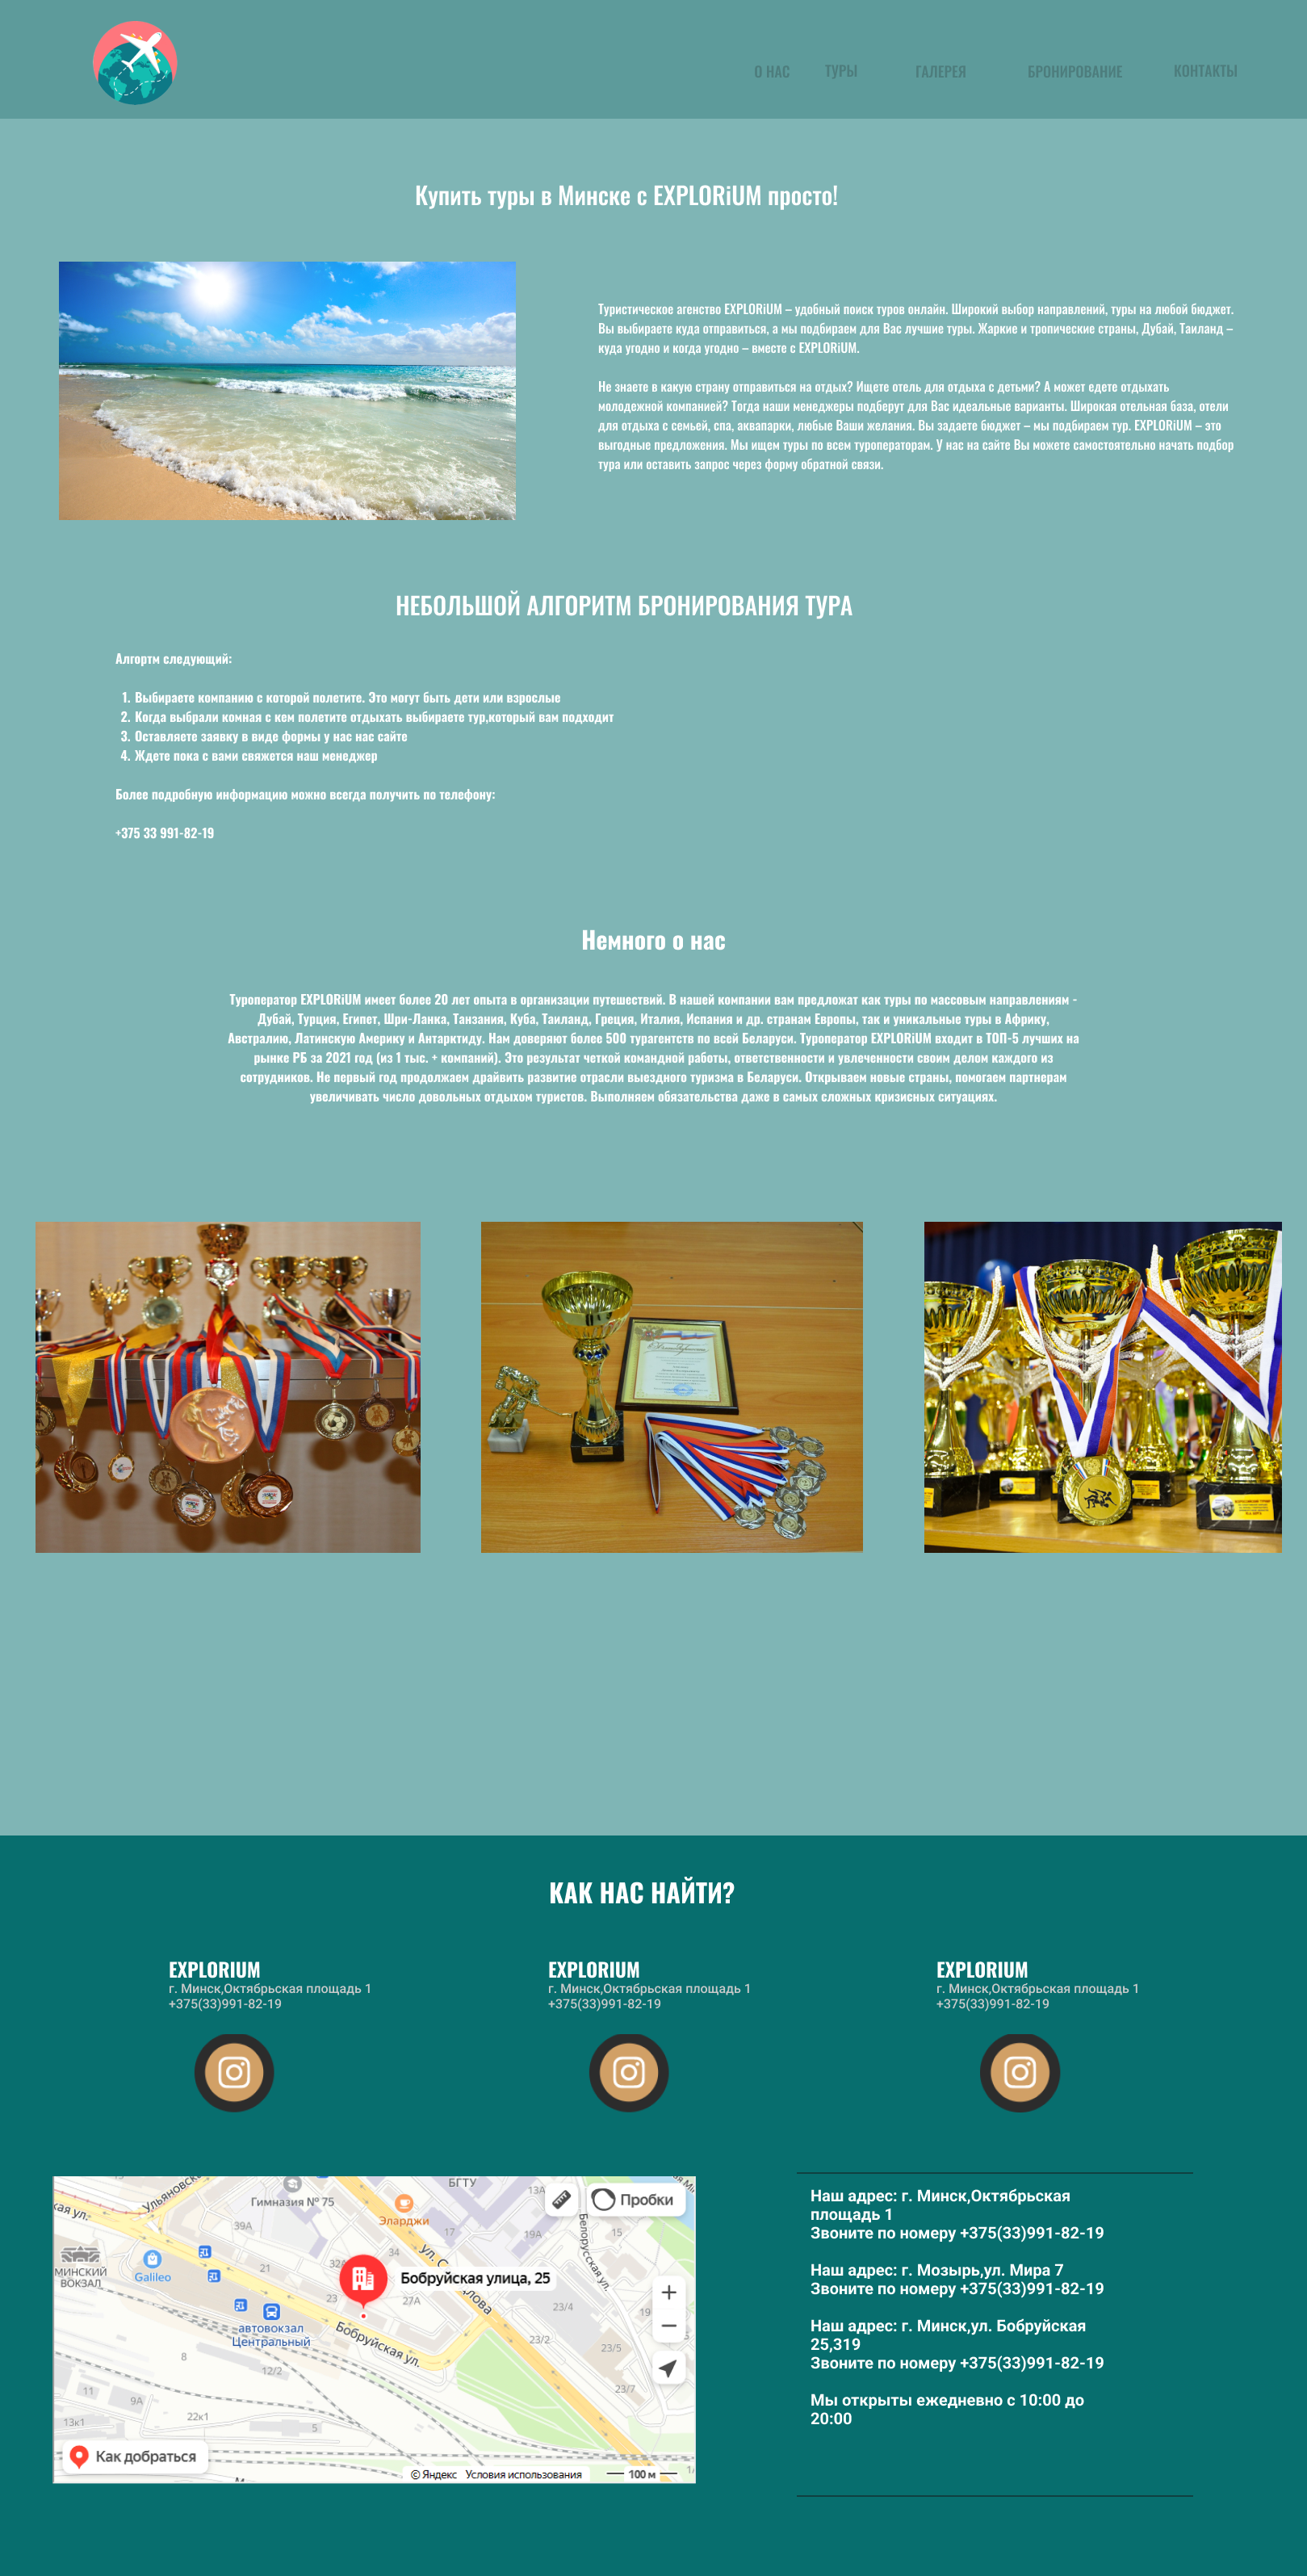 О НАС ТУРЫ ГАЛЕРЕЯ БРОНИРОВАНИЕ КОНТАКТЫ
Купить туры в Минске с EXPLORiUM просто!
Туристическое агенство EXPLORiUM – удобный поиск туров онлайн. Широкий выбор направлений, туры на любой бюджет.
Вы выбираете куда отправиться, а мы подбираем для Вас лучшие туры. Жаркие и тропические страны, Дубай, Таиланд –
куда угодно и когда угодно – вместе с EXPLORiUM.
Не знаете в какую страну отправиться на отдых? Ищете отель для отдыха с детьми? А может едете отдыхать
молодежной компанией? Тогда наши менеджеры подберут для Вас идеальные варианты. Широкая отельная база, отели
для отдыха с семьей, спа, аквапарки, любые Ваши желания. Вы задаете бюджет – мы подбираем тур. EXPLORiUM – это
выгодные предложения. Мы ищем туры по всем туроператорам. У нас на сайте Вы можете самостоятельно начать подбор
тура или оставить запрос через форму обратной связи.
НЕБОЛЬШОЙ АЛГОРИТМ БРОНИРОВАНИЯ ТУРА
Алгортм следующий:
1. Выбираете компанию с которой полетите. Это могут быть дети или взрослые
2. Когда выбрали комная с кем полетите отдыхать выбираете тур,который вам подходит
3. Оставляете заявку в виде формы у нас нас сайте
4. Ждете пока с вами свяжется наш менеджер
Более подробную информацию можно всегда получить по телефону:
+375 33 991-82-19
Немного о нас
Туроператор EXPLORiUM имеет более 20 лет опыта в организации путешествий. В нашей компании вам предложат как туры по массовым направлениям -
Дубай, Турция, Египет, Шри-Ланка, Танзания, Куба, Таиланд, Греция, Италия, Испания и др. странам Европы, так и уникальные туры в Африку,
Австралию, Латинскую Америку и Антарктиду. Нам доверяют более 500 турагентств по всей Беларуси. Туроператор EXPLORiUM входит в ТОП-5 лучших на
рынке РБ за 2021 год (из 1 тыс. + компаний). Это результат четкой командной работы, ответственности и увлеченности своим делом каждого из
сотрудников. Не первый год продолжаем драйвить развитие отрасли выездного туризма в Беларуси. Открываем новые страны, помогаем партнерам
увеличивать число довольных отдыхом туристов. Выполняем обязательства даже в самых сложных кризисных ситуациях.
КАК НАС НАЙТИ?
EXPLORIUM
г. Минск,Октябрьская площадь 1
+375(33)991-82-19
EXPLORIUM
г. Минск,Октябрьская площадь 1
+375(33)991-82-19
EXPLORIUM
г. Минск,Октябрьская площадь 1
+375(33)991-82-19
Ульяновск
Гимназия № 75
БГТУ
13А
Пробки
ая ул.
39А
Эларджи
17
19А
15
Белорусская ул.
МИНСКИЙ
ВОКЗАЛ
Galileo
21
34
ул. С
длова
Бобруйская улица, 25
23
27А
23/4
19
автовокзал
Центральный
Бобруйская ул.
23/2
23/5
8
12/2
23/7
11
9А
22к1
13к1
5
Как добраться
© Яндекс Условия использования
100 м
Наш адрес: г. Минск,Октябрьская
площадь 1
Звоните по номеру +375(33)991-82-19
Наш адрес: г. Мозырь,ул. Мира 7
Звоните по номеру +375(33)991-82-19
Наш адрес: г. Минск,ул. Бобруйская
25,319
Звоните по номеру +375(33)991-82-19
Мы открыты ежедневно с 10:00 до
20:00